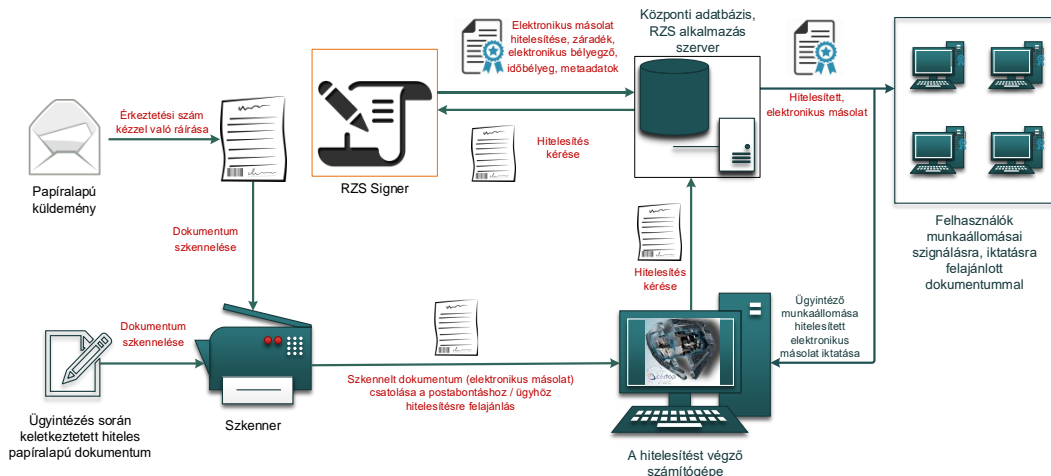 Elektronikus másolat
hitelesítése, záradék,
elektronikus bélyegző,
időbélyeg, metaadatok
Központi adatbázis,
RZS alkalmazás
szerver
Érkeztetési szám
kézzel való ráírása
Hitelesített,
elektronikus másolat
Hitelesítés
kérése
RZS Signer
Papíralapú
küldemény
Felhasználók
munkaállomásai
szignálásra, iktatásra
felajánlott
dokumentummal
Dokumentum
szkennelése
Hitelesítés
kérése
Dokumentum
szkennelése
Ügyintéző
munkaállomása
hitelesített
elektronikus
másolat iktatása
Szkennelt dokumentum (elektronikus másolat)
csatolása a postabontáshoz / ügyhöz
hitelesítésre felajánlás
Ügyintézés során
keletkeztetett hiteles
papíralapú dokumentum
Szkenner
A hitelesítést végző
számítógépe